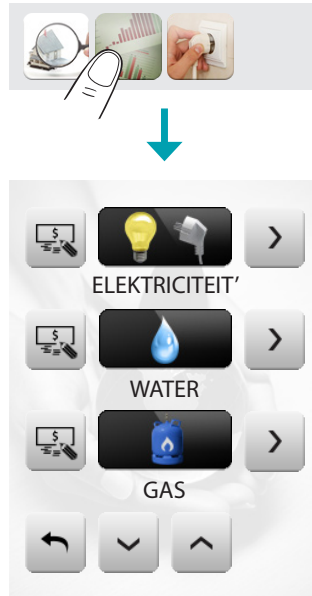 $
ELEKTRICITEIT’
$
WATER
$
GAS